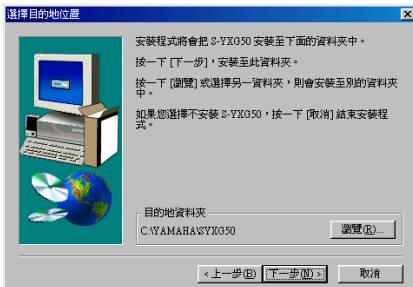 選擇目的地位置
安裝程式將會把 S-YXG50 安裝至下面的資料夾中。
按一下 [下一步]，安裝至此資料夾。
按一下 [瀏覽] 或選擇另一資料夾，則會安裝至別的資料夾
中。
如果您選擇不安裝 S-YXG50，按一下 [取消] 結束安裝程
式。
目的地資料夾
C:\YAMAHA\SYXG50
瀏覽(R)...
< 上一步(B)
下一步(N) >
取消